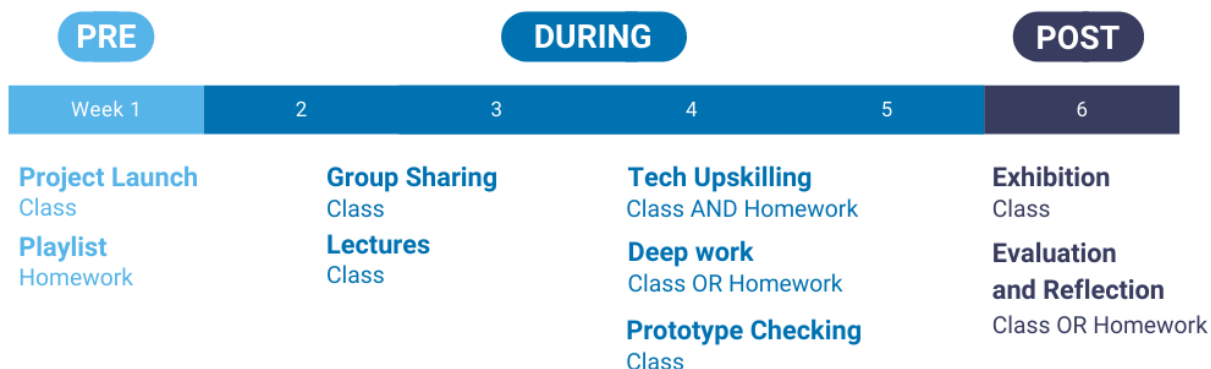 PRE
DURING
POST
Week 1
2
3
4
5
6
Project Launch
Class
Playlist
Homework
Group Sharing
Class
Lectures
Class
Tech Upskilling
Class AND Homework
Deep work
Class OR Homework
Prototype Checking
Class
Exhibition
Class
Evaluation
and Reflection
Class OR Homework